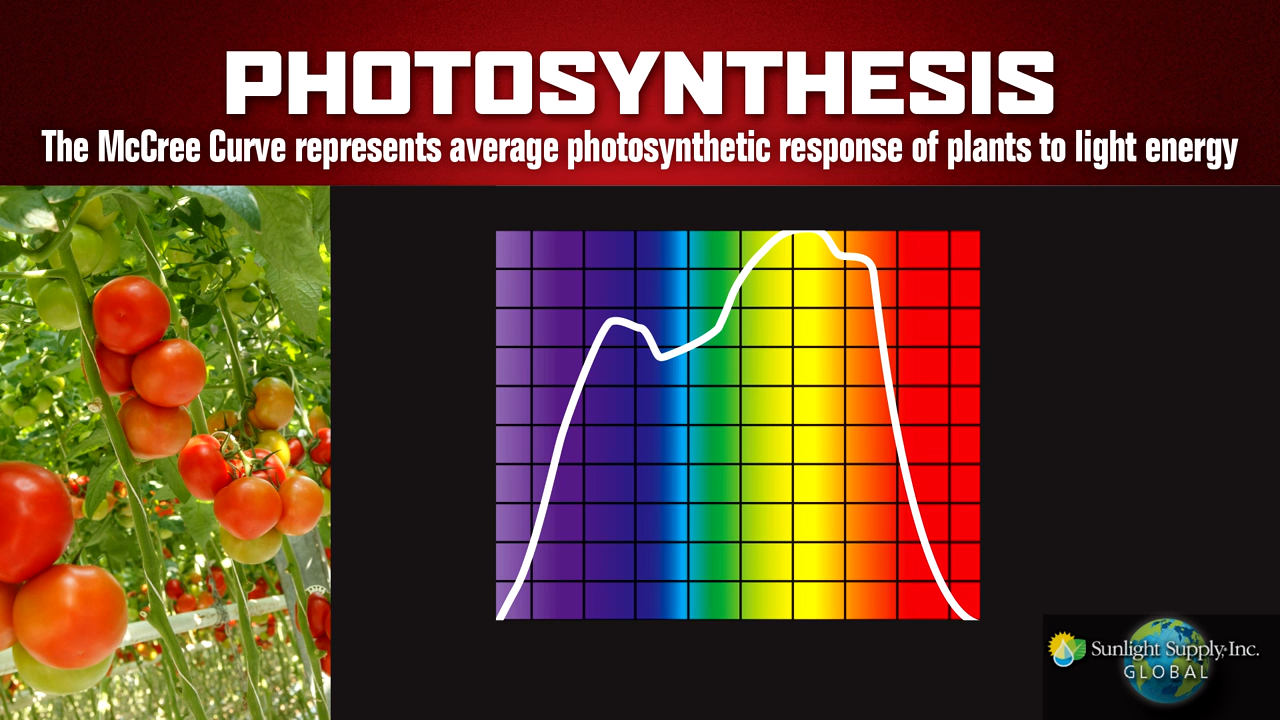 PHOTOSYNTHESIS
The McCree Curve represents average photosynthetic response of plants to light energy
Sunlight Supply, Inc.
GLOBAL